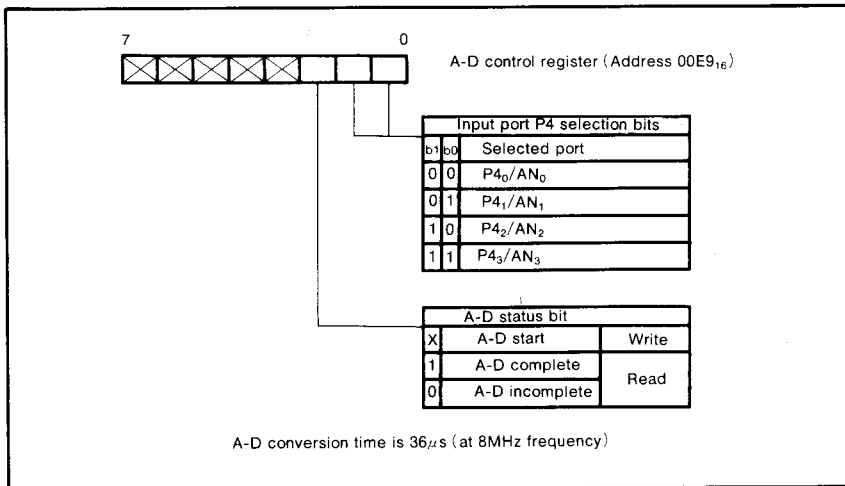 7 0
A-D control register (Address 00E9₁₆)
Input port P4 selection bits
b1 b0 Selected port
0 0 P4₀/AN₀
0 1 P4₁/AN₁
1 0 P4₂/AN₂
1 1 P4₃/AN₃
A-D status bit
X A-D start Write
1 A-D complete Read
0 A-D incomplete
A-D conversion time is 36μs (at 8MHz frequency)